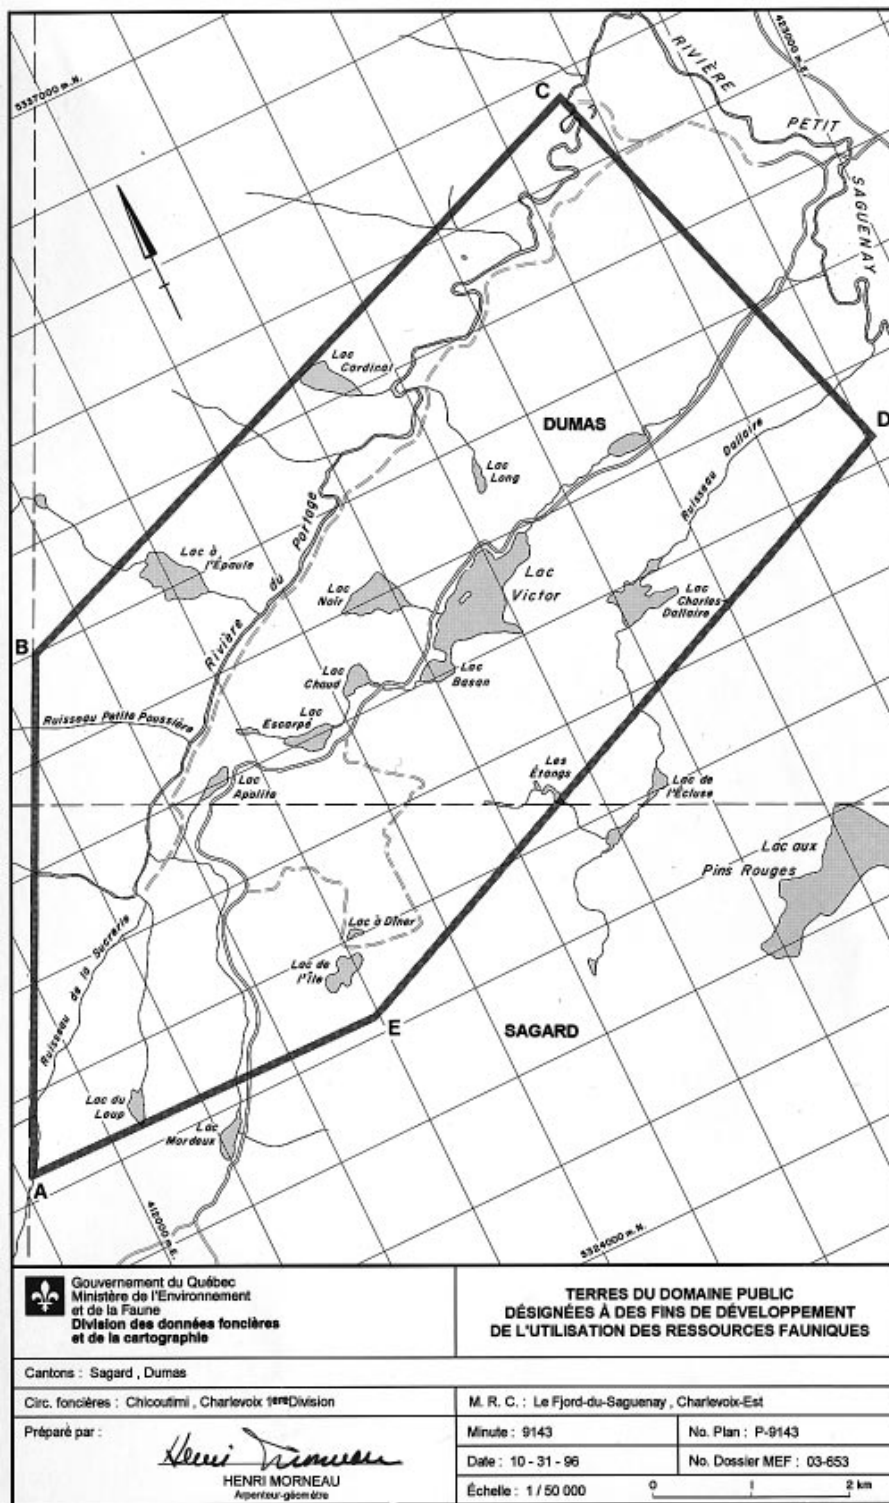 5327000 m.N.
423000 m.E.
C
RIVIÈRE
PETIT
SAGUENAY
Lac
Cardinal
DUMAS
D
Lac
Long
Ruisseau Dallaire
Rivière du Portage
Lac à
l'Épaule
Lac
Noir
Lac
Victor
Lac
Charles-
Dallaire
B
Lac
Chaud
Lac
Basan
Ruisseau Petite Poussière
Lac
Escarpé
Lac
Apolite
Les
Étangs
Lac de
l'Écluse
Lac aux
Pins Rouges
Ruisseau de la Sucrerie
Lac à Dîner
Lac de
l'Île
E
SAGARD
Lac du
Loup
Lac
Mordeux
A
412000 m.E.
5324000 m.N.
Gouvernement du Québec
Ministère de l'Environnement
et de la Faune
Division des données foncières
et de la cartographie
TERRES DU DOMAINE PUBLIC
DÉSIGNÉES À DES FINS DE DÉVELOPPEMENT
DE L'UTILISATION DES RESSOURCES FAUNIQUES
Cantons : Sagard , Dumas
Circ. foncières : Chicoutimi , Charlevoix 1ère Division
M. R. C. : Le Fjord-du-Saguenay , Charlevoix-Est
Préparé par :
Henri Morneau
HENRI MORNEAU
Arpenteur-géomètre
Minute : 9143
No. Plan : P-9143
Date : 10 - 31 - 96
No. Dossier MEF : 03-653
Échelle : 1 / 50 000
0 1 2 km